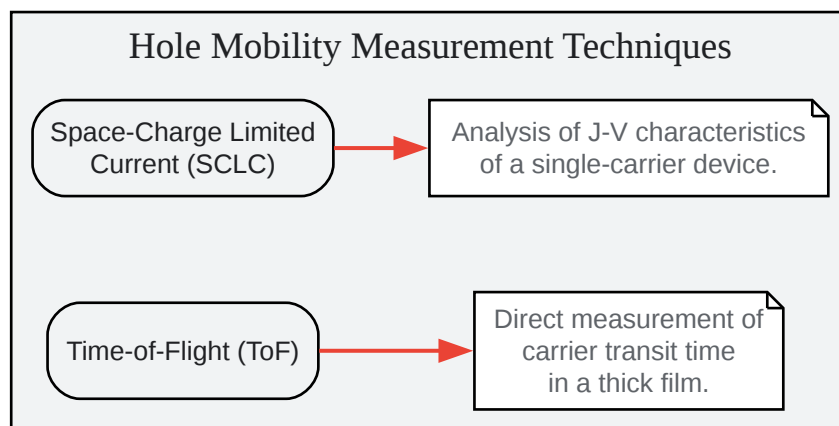 Hole Mobility Measurement Techniques
Space-Charge Limited
Current (SCLC)
Analysis of J-V characteristics
of a single-carrier device.
Time-of-Flight (ToF)
Direct measurement of
carrier transit time
in a thick film.